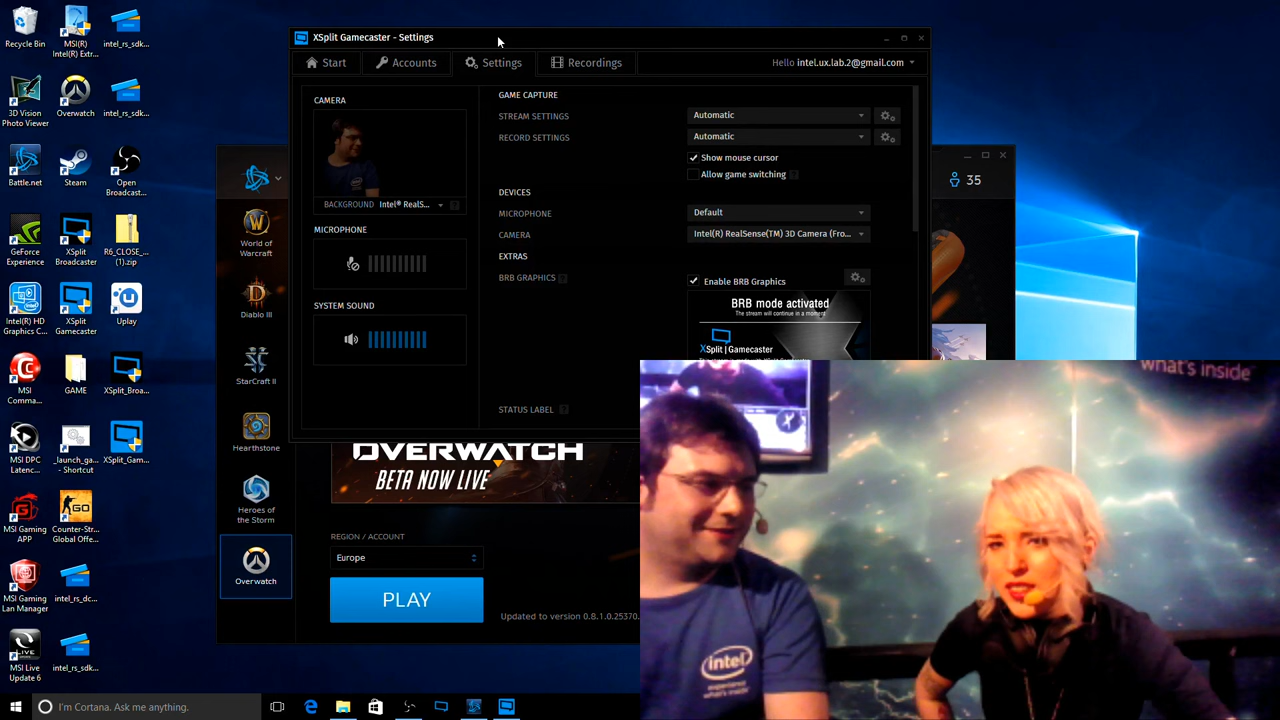 XSplit Gamecaster - Settings
Start
Accounts
Settings
Recordings
Hello intel.ux.lab.2@gmail.com
CAMERA
BACKGROUND Intel® RealS...
MICROPHONE
SYSTEM SOUND
GAME CAPTURE
STREAM SETTINGS
Automatic
RECORD SETTINGS
Automatic
Show mouse cursor
Allow game switching
DEVICES
MICROPHONE
Default
CAMERA
Intel(R) RealSense(TM) 3D Camera (Fro...
EXTRAS
BRB GRAPHICS
Enable BRB Graphics
BRB mode activated
The stream will continue in a moment
XSplit | Gamecaster
STATUS LABEL
Recycle Bin
MSI(R) Intel(R) Extr...
intel_rs_sdk...
3D Vision Photo Viewer
Overwatch
intel_rs_sdk...
Battle.net
Steam
Open Broadcast...
GeForce Experience
XSplit Broadcaster
R6_CLOSE_... (1).zip
Intel(R) HD Graphics C...
XSplit Gamecaster
Uplay
MSI Comma...
GAME
XSplit_Broa...
MSI DPC Latenc...
_launch_ga... - Shortcut
XSplit_Gam...
MSI Gaming APP
Counter-Str... Global Offe...
MSI Gaming Lan Manager
intel_rs_dc...
MSI Live Update 6
intel_rs_sdk...
35
World of Warcraft
Diablo III
StarCraft II
Hearthstone
Heroes of the Storm
Overwatch
OVERWATCH
BETA NOW LIVE
REGION / ACCOUNT
Europe
PLAY
Updated to version 0.8.1.0.25370.
what's inside
intel
experience
what's inside
I'm Cortana. Ask me anything.